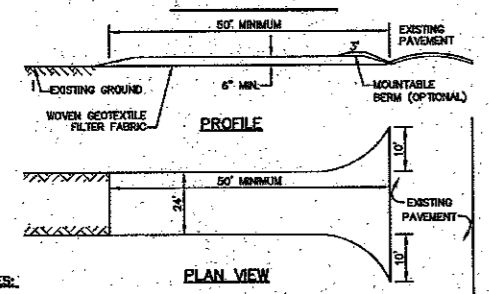 50' MINIMUM
EXISTING
PAVEMENT
3'
EXISTING GROUND
6" MIN.
MOUNTABLE
BERM (OPTIONAL)
WOVEN GEOTEXTILE
FILTER FABRIC
PROFILE
10'
50' MINIMUM
24'
EXISTING
PAVEMENT
10'
PLAN VIEW
ES: